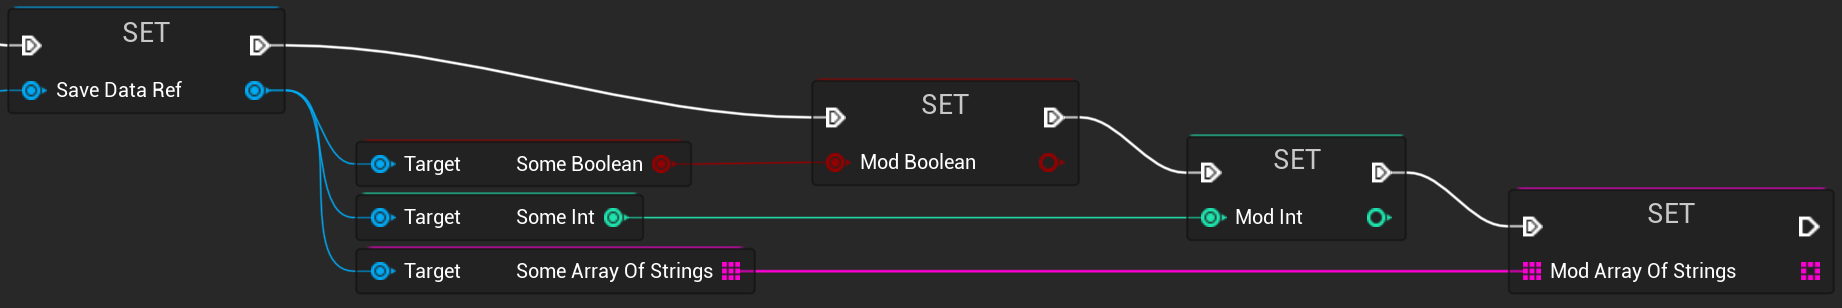 SET
Save Data Ref
SET
Target Some Boolean
Mod Boolean
SET
Target Some Int
Mod Int
SET
Target Some Array Of Strings
Mod Array Of Strings